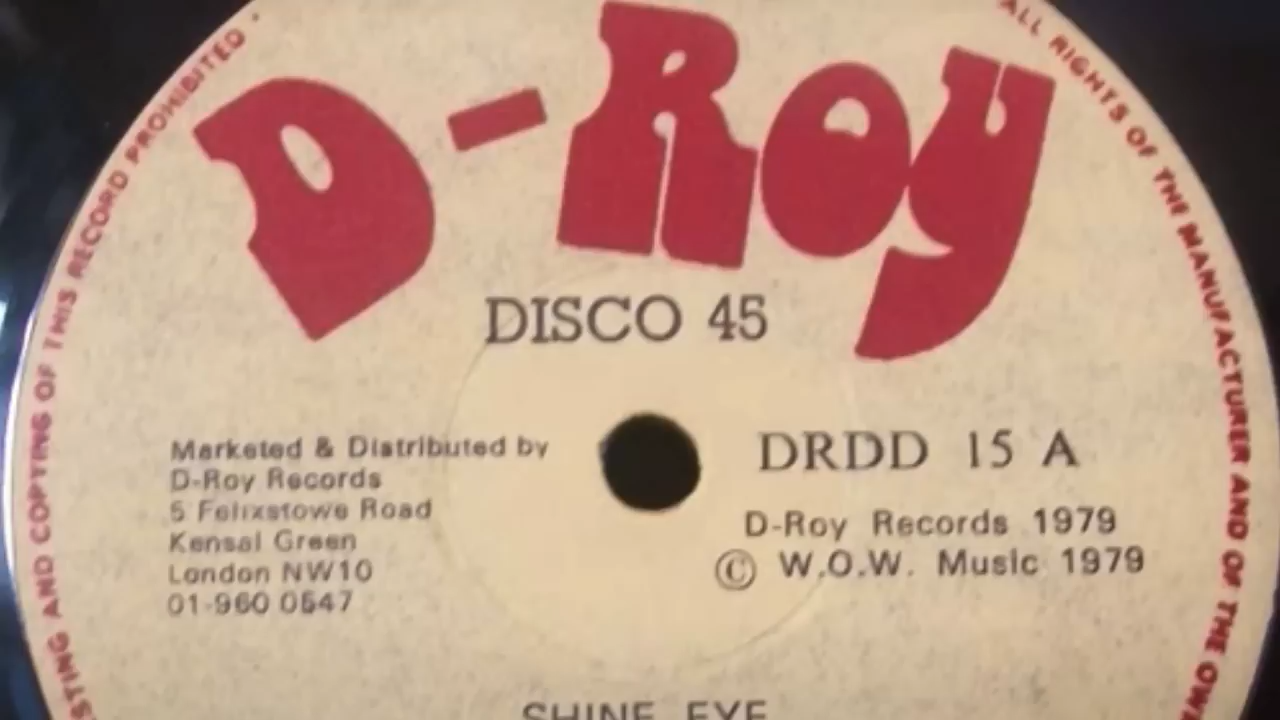 D-Roy
DISCO 45
Marketed & Distributed by
D-Roy Records
5 Felixstowe Road
Kensal Green
London NW10
01-960 0547
DRDD 15 A
D-Roy Records 1979
© W.O.W. Music 1979
SHINE EYE
AND COPYING OF THIS RECORD PROHIBITED ·
ALL RIGHTS OF THE MANUFACTURER AND OF THE